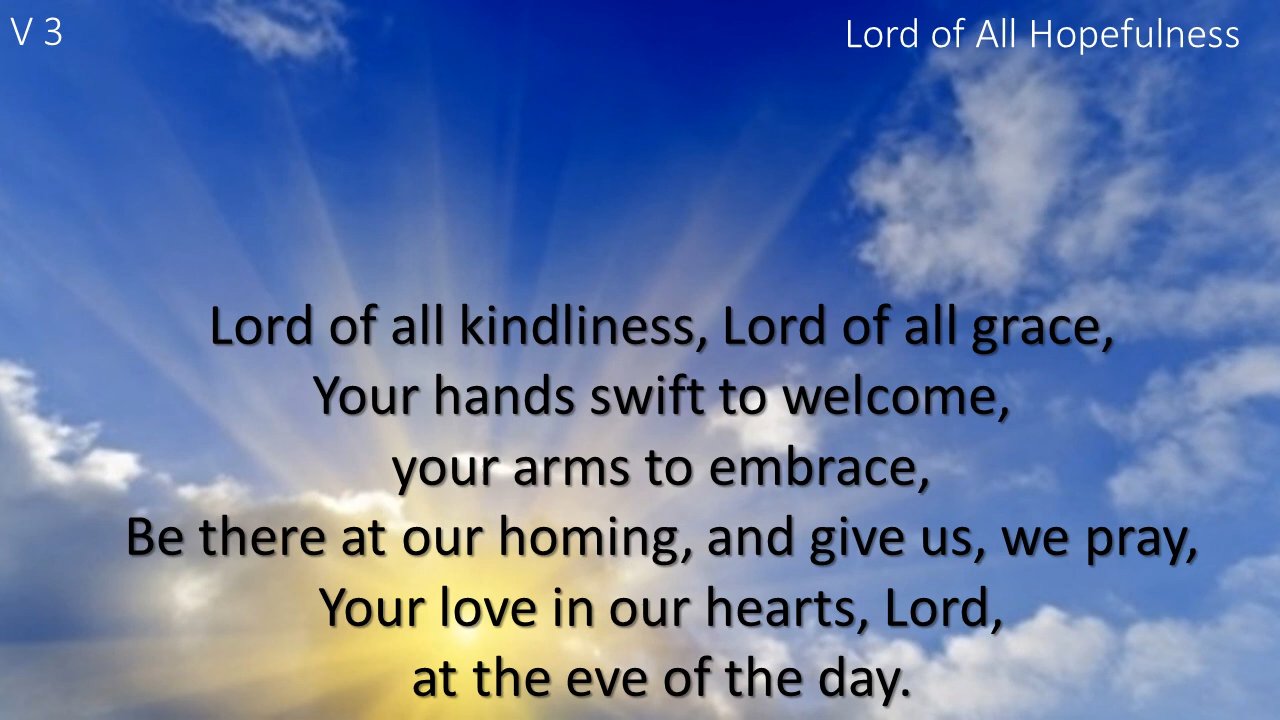 V 3
Lord of All Hopefulness
Lord of all kindliness, Lord of all grace,
Your hands swift to welcome,
your arms to embrace,
Be there at our homing, and give us, we pray,
Your love in our hearts, Lord,
at the eve of the day.